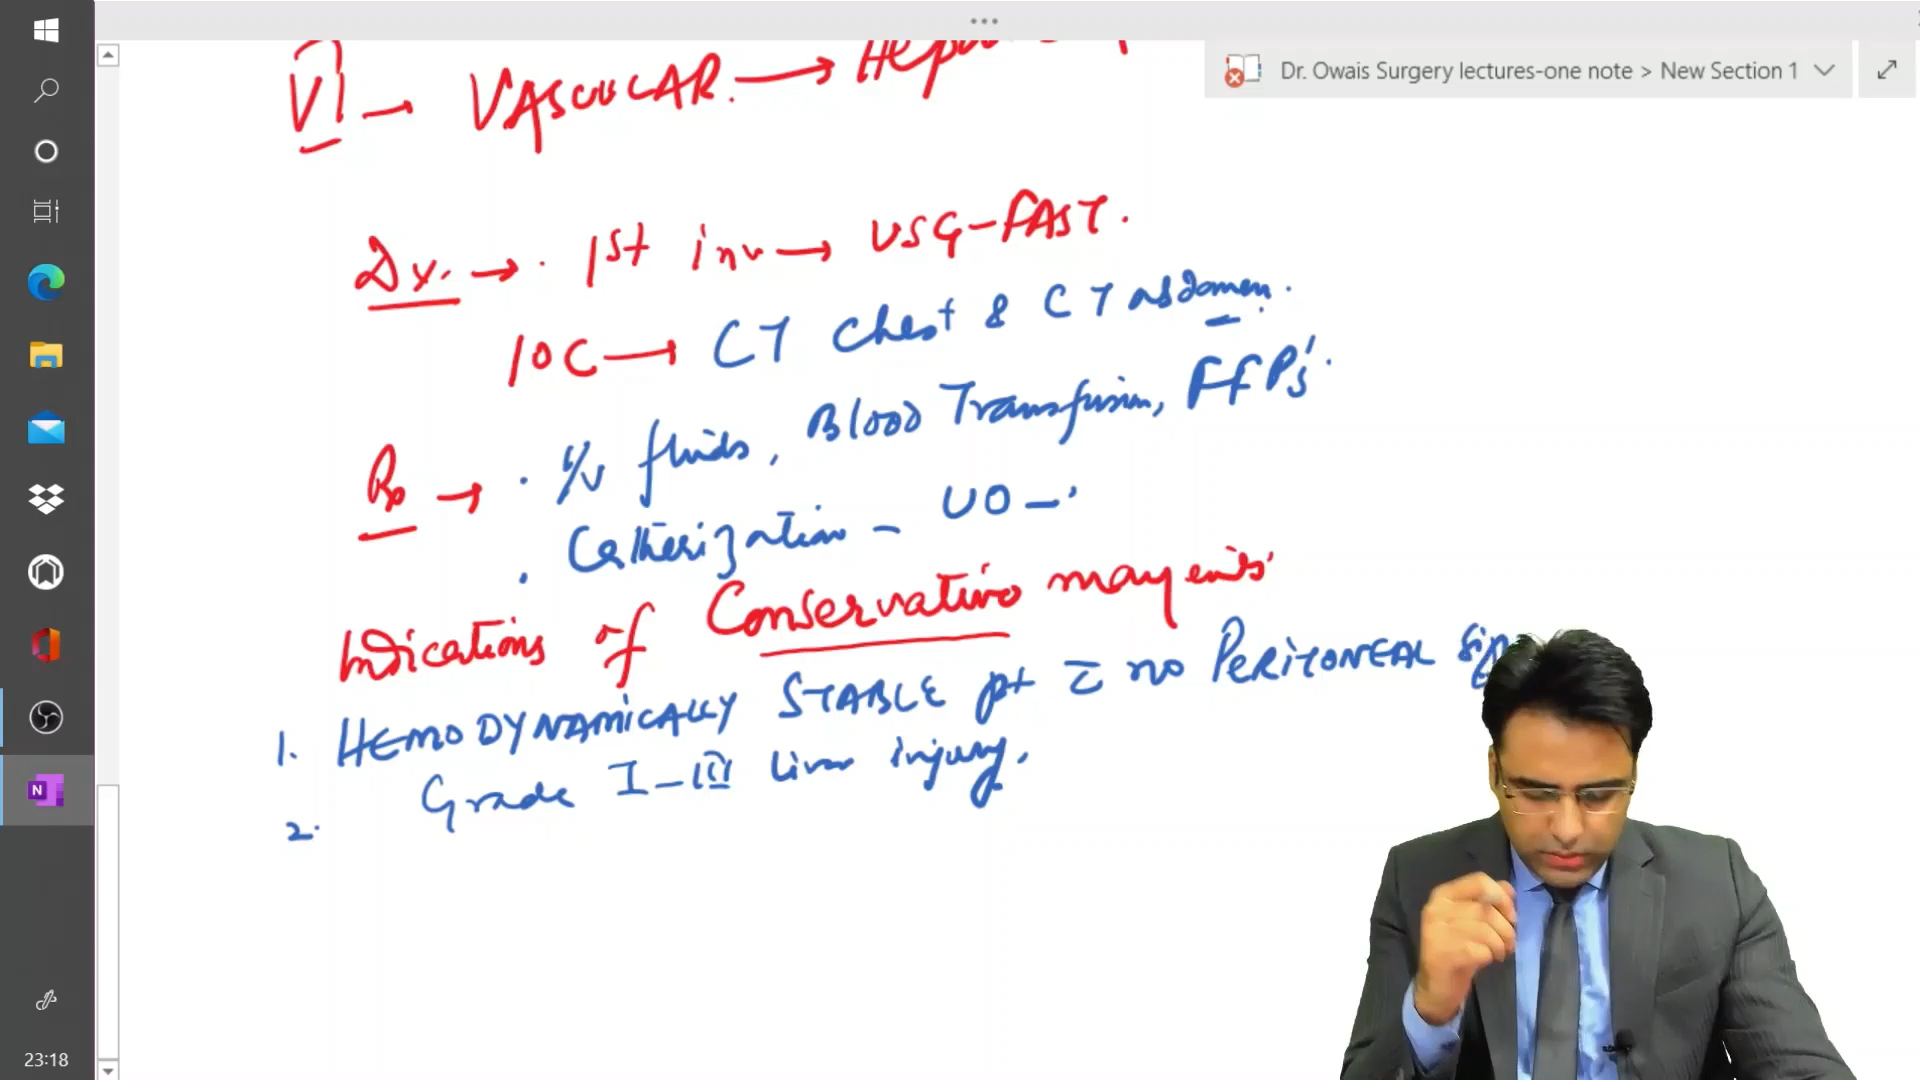 Dr. Owais Surgery lectures-one note > New Section 1
VI → VASCULAR. →
Dx. → · 1st inv → USG-FAST.
IOC → CT Chest & CT abdomen.
Rx → · I/V fluids, Blood Transfusion, FFP's.
· Catherization - UO -
Indications of Conservative
1. HEMODYNAMICALLY STABLE pt c no PERITONEAL
Grade I-III liver injury.
2.
N
23:18